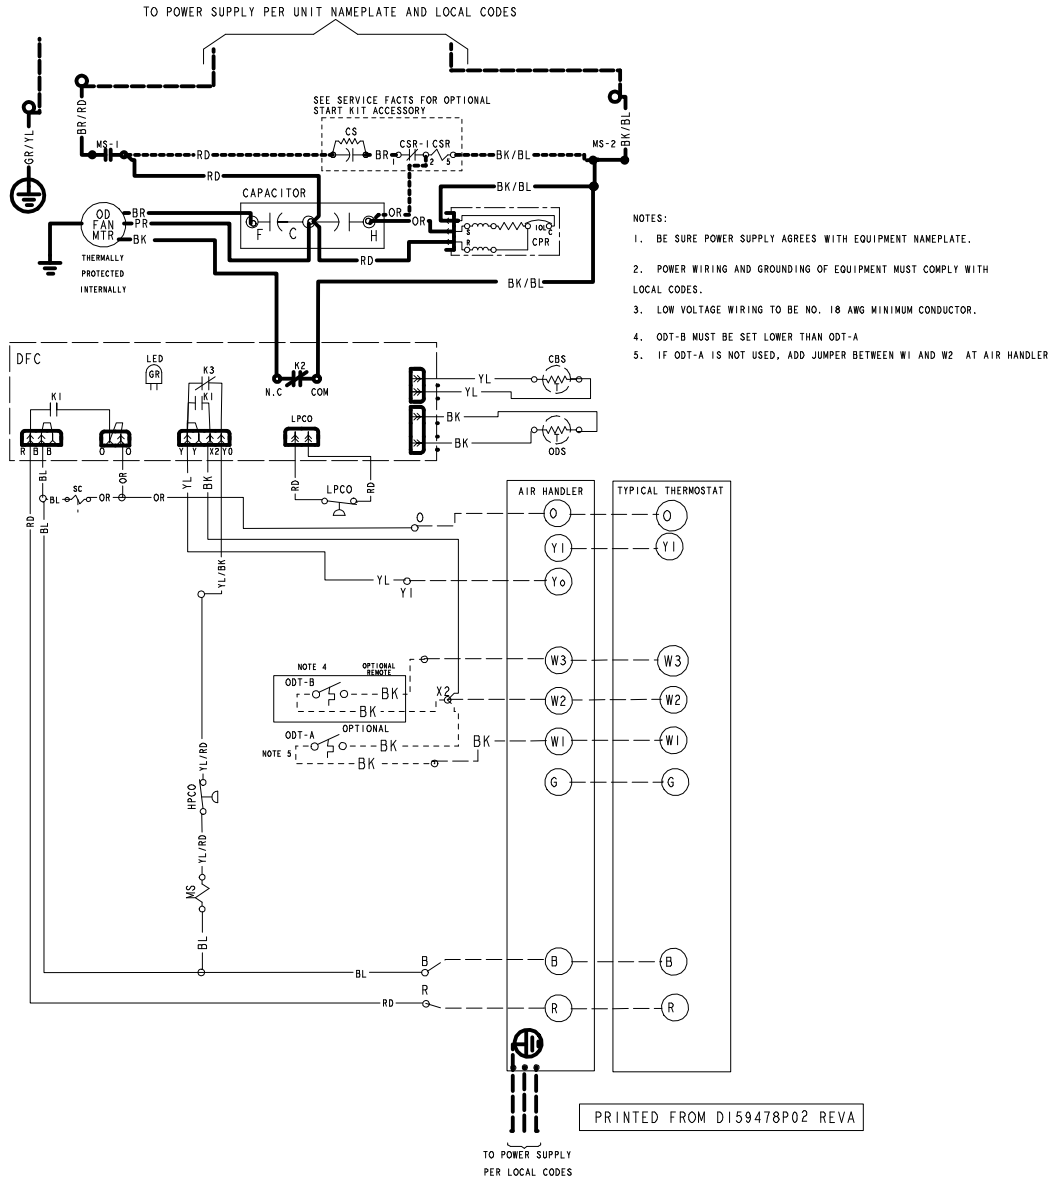 TO POWER SUPPLY PER UNIT NAMEPLATE AND LOCAL CODES
SEE SERVICE FACTS FOR OPTIONAL
START KIT ACCESSORY
BR/RD
GR/YL
BK/BL
MS-1
RD
CS
BR
CSR-1 CSR
1 2 5
BK/BL
MS-2
RD
BK/BL
CAPACITOR
OR
OR
F C H
OD
FAN
MTR
BR
PR
BK
THERMALLY
PROTECTED
INTERNALLY
S
R
IOL
C
CPR
RD
BK/BL
NOTES:
1. BE SURE POWER SUPPLY AGREES WITH EQUIPMENT NAMEPLATE.
2. POWER WIRING AND GROUNDING OF EQUIPMENT MUST COMPLY WITH
LOCAL CODES.
3. LOW VOLTAGE WIRING TO BE NO. 18 AWG MINIMUM CONDUCTOR.
4. ODT-B MUST BE SET LOWER THAN ODT-A
5. IF ODT-A IS NOT USED, ADD JUMPER BETWEEN W1 AND W2 AT AIR HANDLER
DFC
LED
GR
K3
K2
N.C COM
K1
K1
LPCO
R B B
O O
Y Y X2 YO
YL
YL
CBS
BK
BK
ODS
BL
BL
SC
OR
OR
OR
YL
BK
RD
LPCO
RD
RD
BL
O
YL/BK
YL
Y1
AIR HANDLER
TYPICAL THERMOSTAT
O O
Y1 Y1
Yo
W3 W3
W2 W2
W1 W1
G G
B B
R R
NOTE 4
OPTIONAL
REMOTE
ODT-B
BK
BK
X2
ODT-A
OPTIONAL
NOTE 5
BK
BK
BK
YL/RD
HPCO
YL/RD
MS
BL
BL
B
RD
R
PRINTED FROM D159478P02 REVA
TO POWER SUPPLY
PER LOCAL CODES